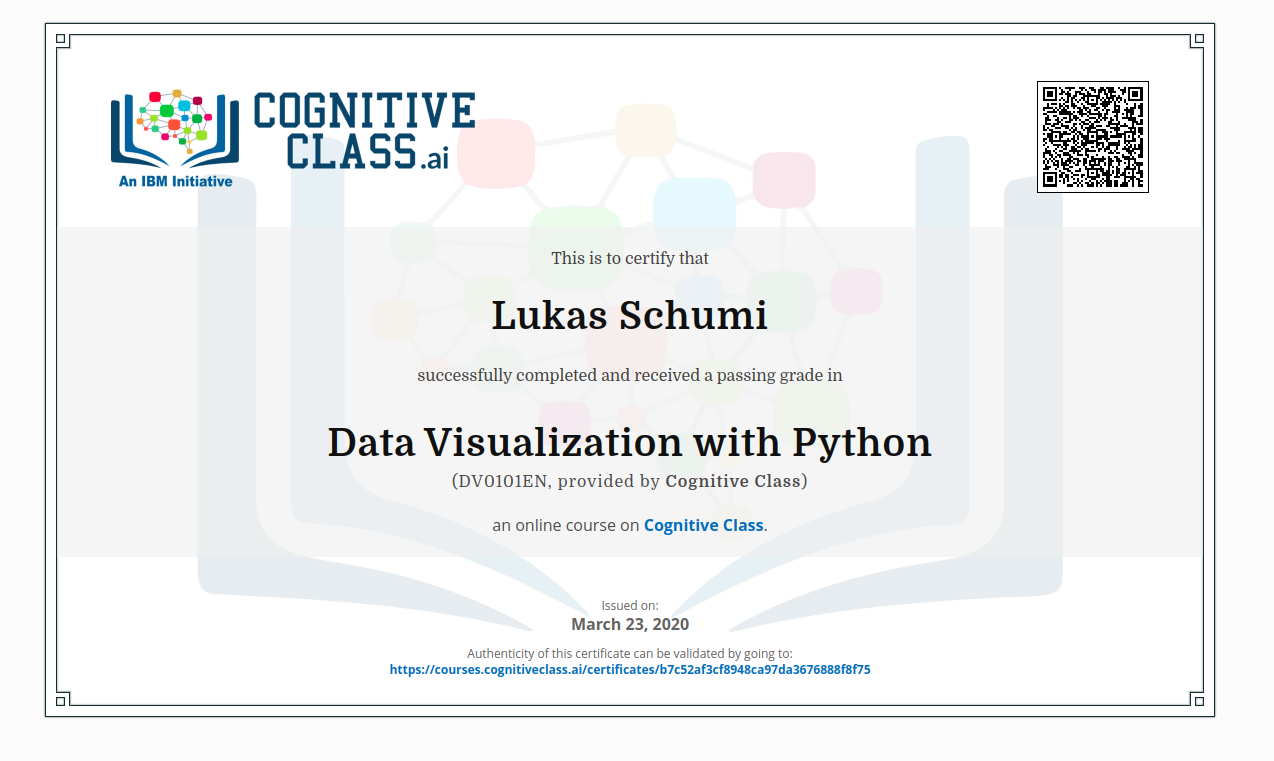 COGNITIVE
CLASS.ai
An IBM Initiative
This is to certify that
Lukas Schumi
successfully completed and received a passing grade in
Data Visualization with Python
(DV0101EN, provided by Cognitive Class)
an online course on Cognitive Class.
Issued on:
March 23, 2020
Authenticity of this certificate can be validated by going to:
https://courses.cognitiveclass.ai/certificates/b7c52af3cf8948ca97da3676888f8f75